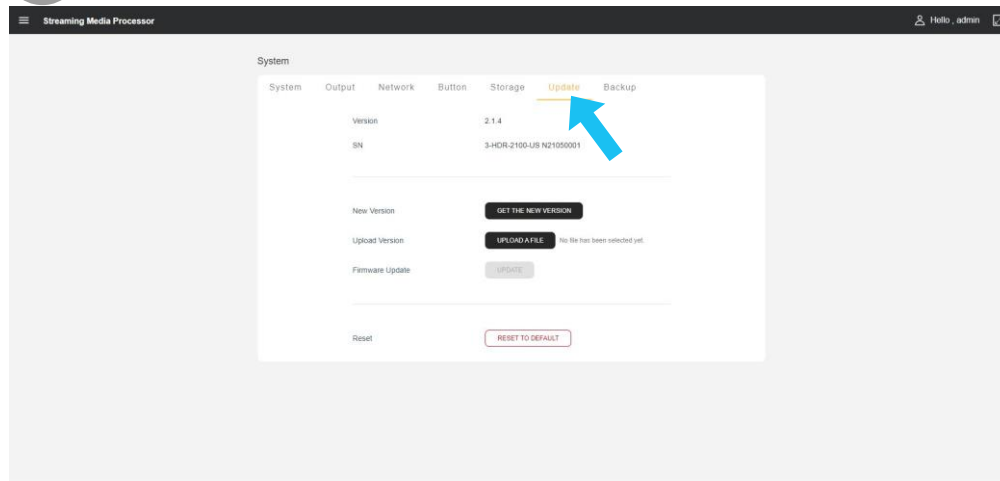 Streaming Media Processor
Hello , admin
System
System Output Network Button Storage Update Backup
Version 2.1.4
SN 3-HDR-2100-US N21050001
New Version GET THE NEW VERSION
Upload Version UPLOAD A FILE No file has been selected yet.
Firmware Update UPDATE
Reset RESET TO DEFAULT